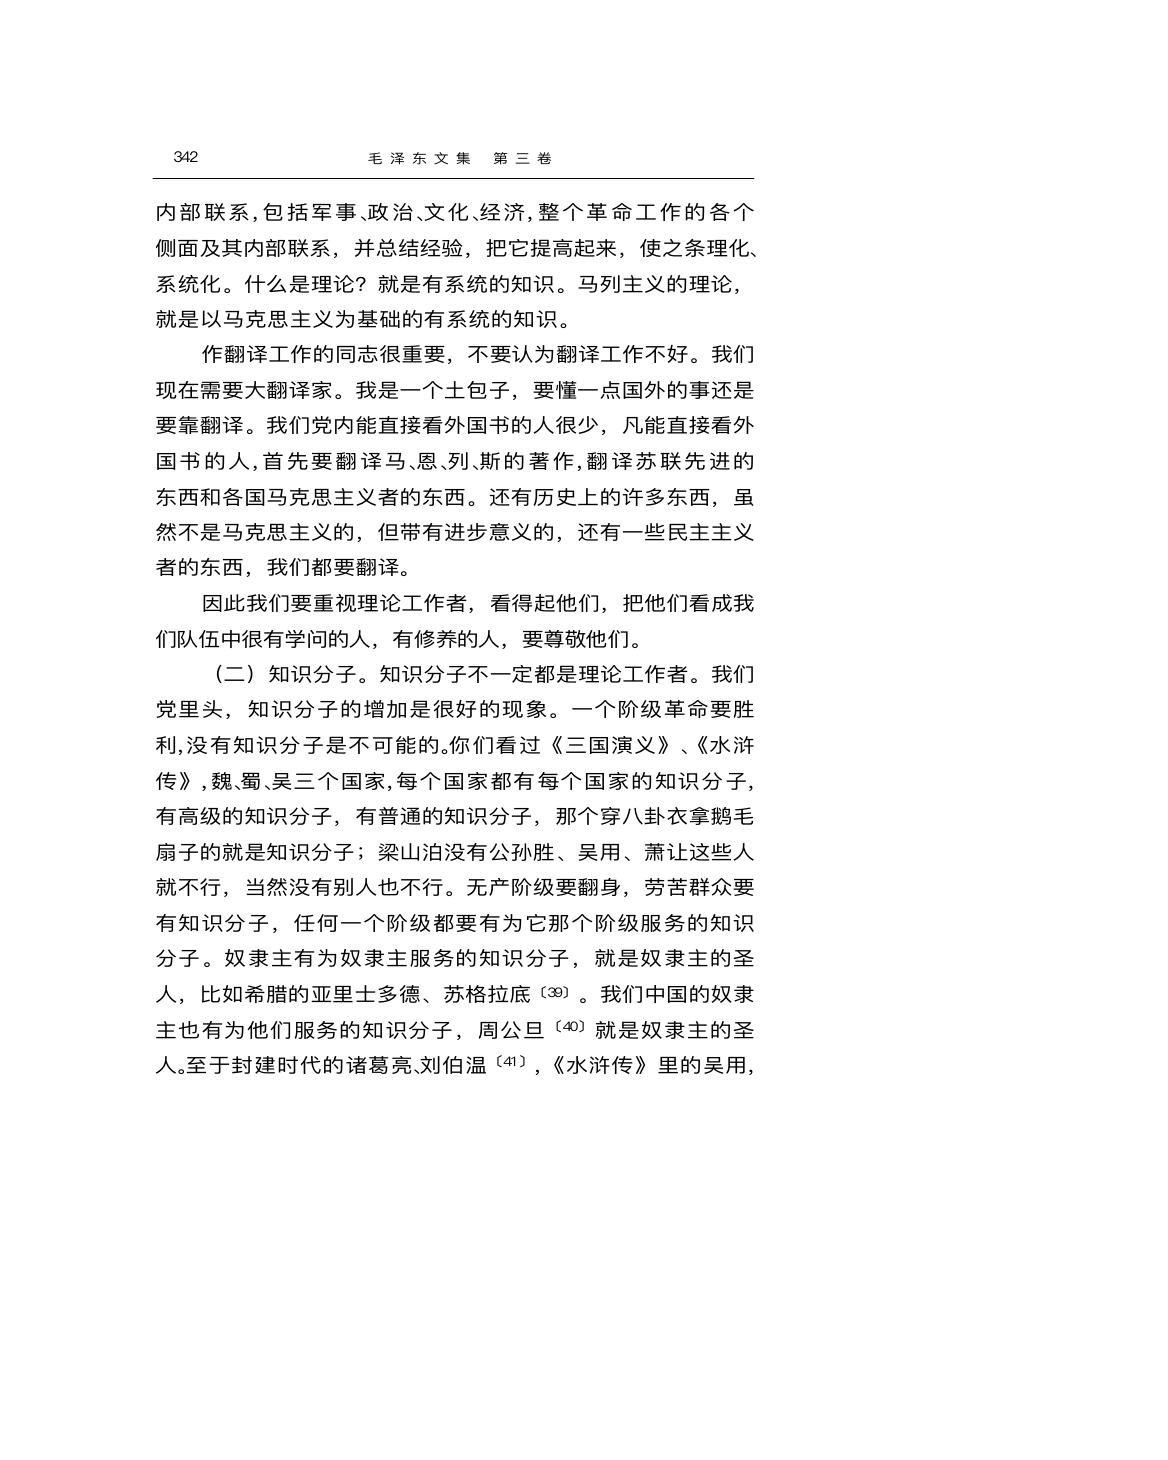 342 毛泽东文集 第三卷
内部联系,包括军事、政治、文化、经济,整个革命工作的各个
侧面及其内部联系，并总结经验，把它提高起来，使之条理化、
系统化。什么是理论？就是有系统的知识。马列主义的理论，
就是以马克思主义为基础的有系统的知识。
作翻译工作的同志很重要，不要认为翻译工作不好。我们
现在需要大翻译家。我是一个土包子，要懂一点国外的事还是
要靠翻译。我们党内能直接看外国书的人很少，凡能直接看外
国书的人,首先要翻译马、恩、列、斯的著作,翻译苏联先进的
东西和各国马克思主义者的东西。还有历史上的许多东西，虽
然不是马克思主义的，但带有进步意义的，还有一些民主主义
者的东西，我们都要翻译。
因此我们要重视理论工作者，看得起他们，把他们看成我
们队伍中很有学问的人，有修养的人，要尊敬他们。
（二）知识分子。知识分子不一定都是理论工作者。我们
党里头，知识分子的增加是很好的现象。一个阶级革命要胜
利,没有知识分子是不可能的。你们看过《三国演义》、《水浒
传》,魏、蜀、吴三个国家,每个国家都有每个国家的知识分子,
有高级的知识分子，有普通的知识分子，那个穿八卦衣拿鹅毛
扇子的就是知识分子；梁山泊没有公孙胜、吴用、萧让这些人
就不行，当然没有别人也不行。无产阶级要翻身，劳苦群众要
有知识分子，任何一个阶级都要有为它那个阶级服务的知识
分子。奴隶主有为奴隶主服务的知识分子，就是奴隶主的圣
人，比如希腊的亚里士多德、苏格拉底〔39〕。我们中国的奴隶
主也有为他们服务的知识分子，周公旦〔40〕就是奴隶主的圣
人。至于封建时代的诸葛亮、刘伯温〔41〕,《水浒传》里的吴用,